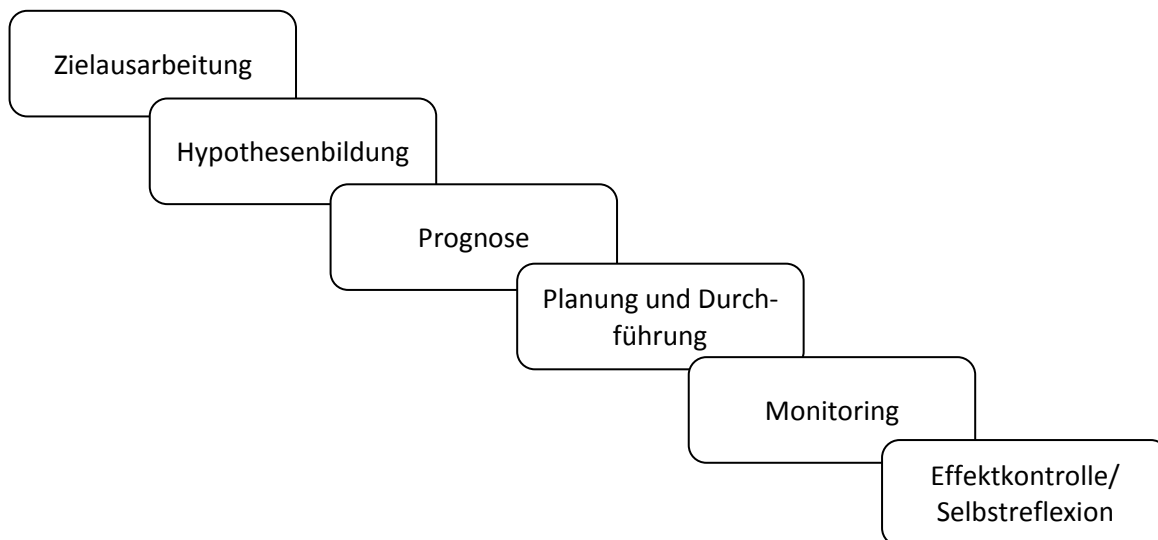 Zielausarbeitung
Hypothesenbildung
Prognose
Planung und Durch-
führung
Monitoring
Effektkontrolle/
Selbstreflexion